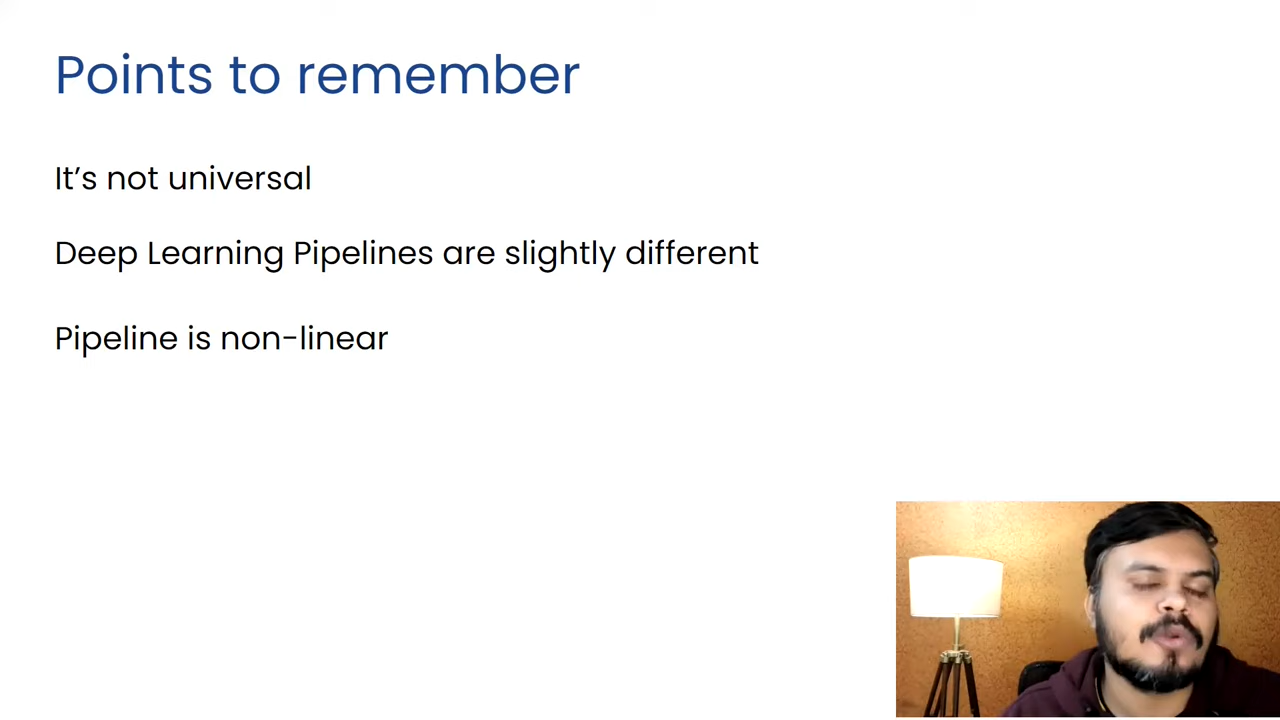 Points to remember
It's not universal
Deep Learning Pipelines are slightly different
Pipeline is non-linear